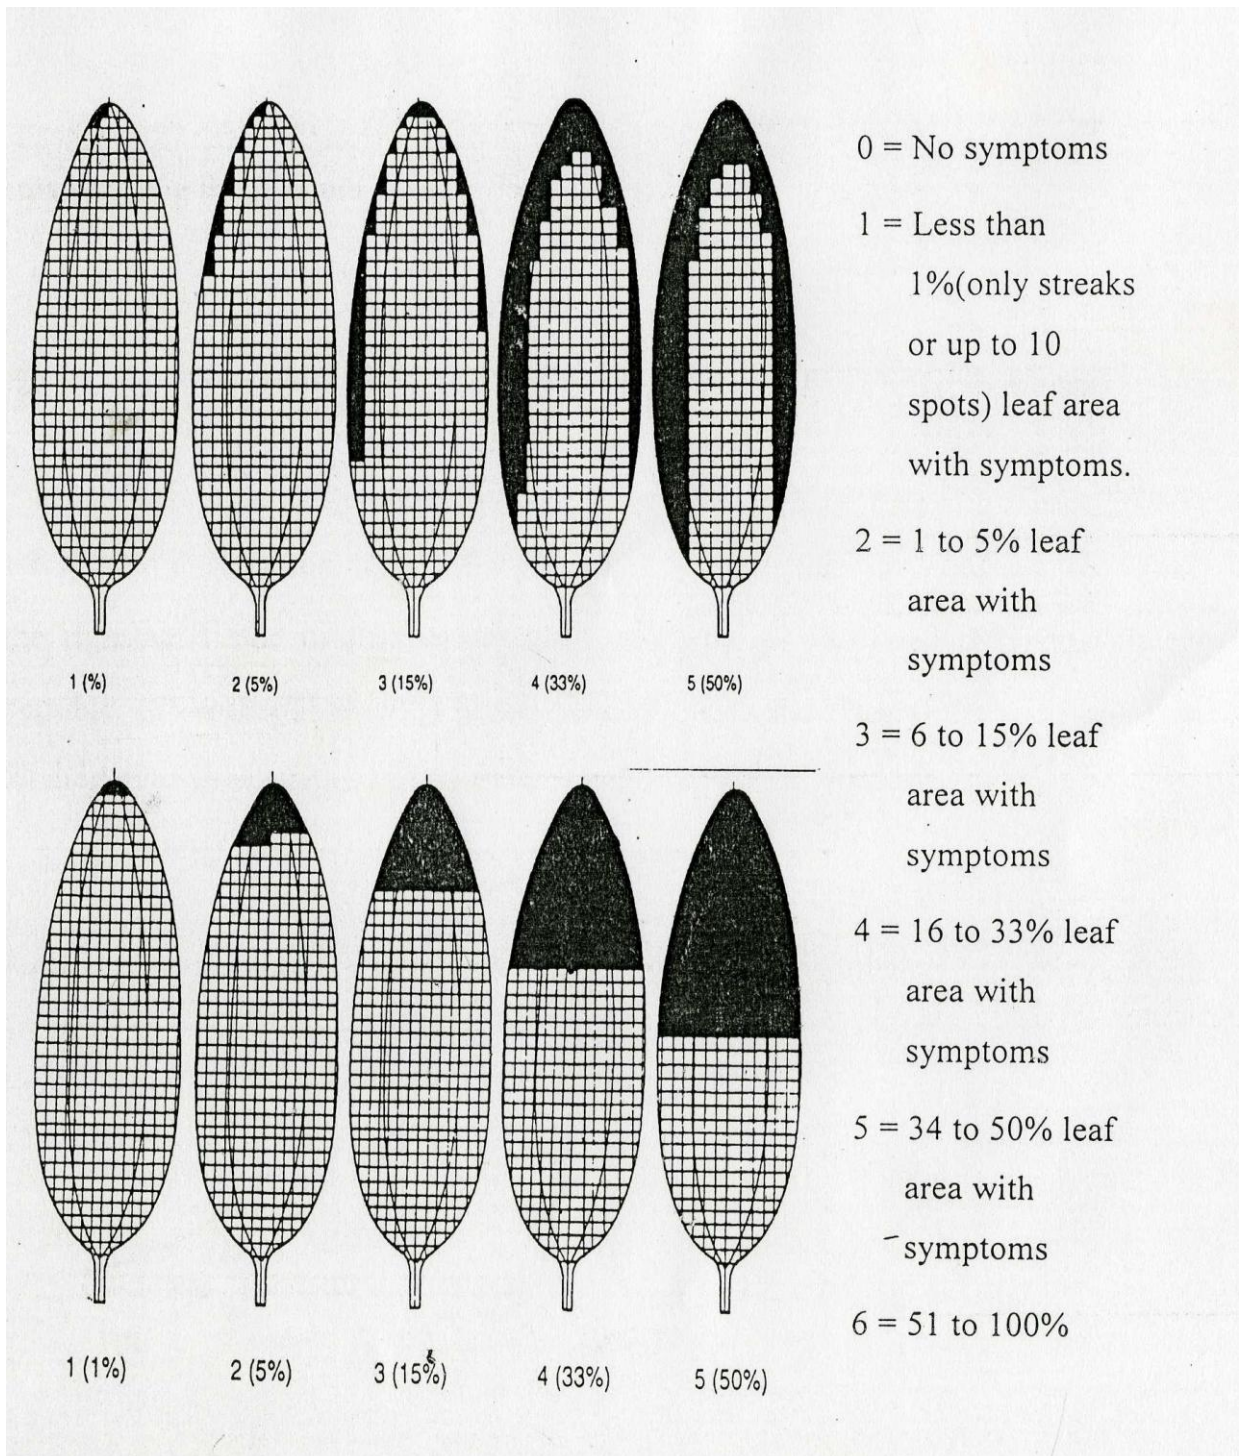 1 (%)
2 (5%)
3 (15%)
4 (33%)
5 (50%)
1 (1%)
2 (5%)
3 (15%)
4 (33%)
5 (50%)
0 = No symptoms
1 = Less than
1%(only streaks
or up to 10
spots) leaf area
with symptoms.
2 = 1 to 5% leaf
area with
symptoms
3 = 6 to 15% leaf
area with
symptoms
4 = 16 to 33% leaf
area with
symptoms
5 = 34 to 50% leaf
area with
symptoms
6 = 51 to 100%